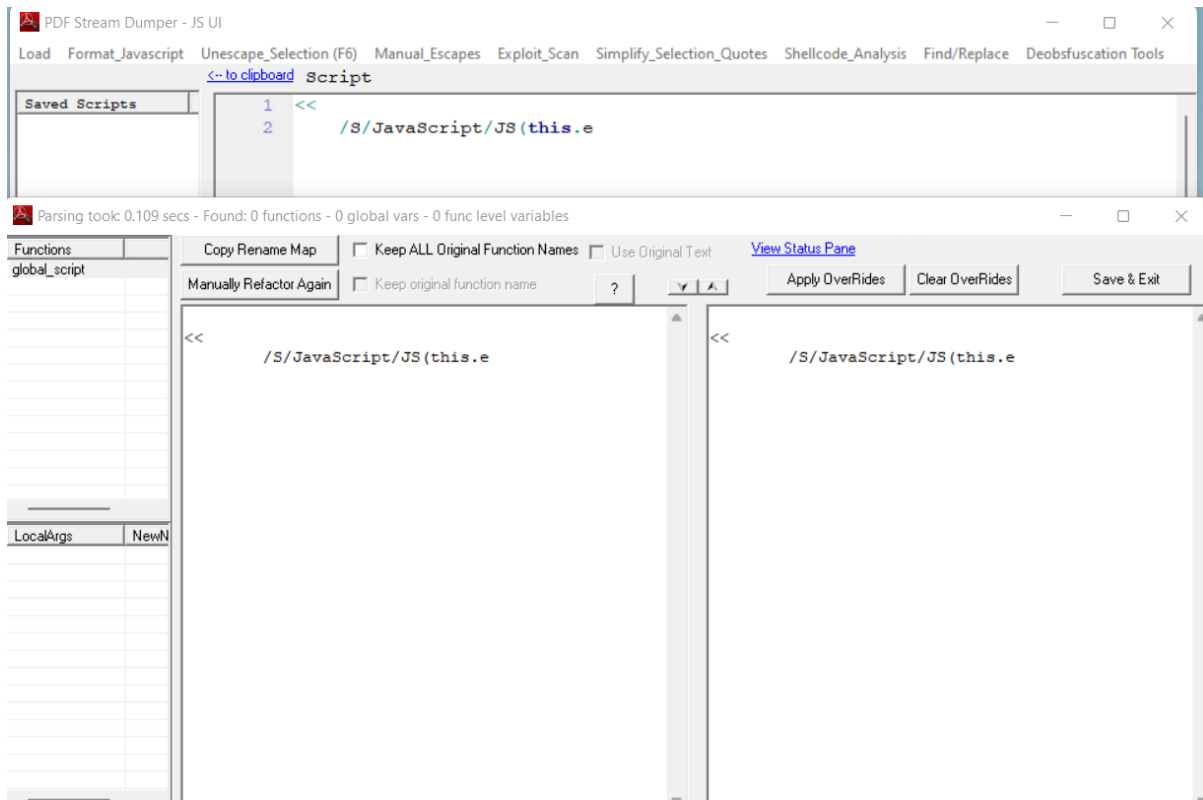 PDF Stream Dumper - JS UI
Load Format_Javascript Unescape_Selection (F6) Manual_Escapes Exploit_Scan Simplify_Selection_Quotes Shellcode_Analysis Find/Replace Deobsfuscation Tools
<-- to clipboard Script
Saved Scripts
1 <<
2 /S/JavaScript/JS(this.e
Parsing took: 0.109 secs - Found: 0 functions - 0 global vars - 0 func level variables
Functions
global_script
Copy Rename Map Keep ALL Original Function Names Use Original Text View Status Pane
Manually Refactor Again Keep original function name ? Apply OverRides Clear OverRides Save & Exit
<<
/S/JavaScript/JS(this.e
<<
/S/JavaScript/JS(this.e
LocalArgs NewN